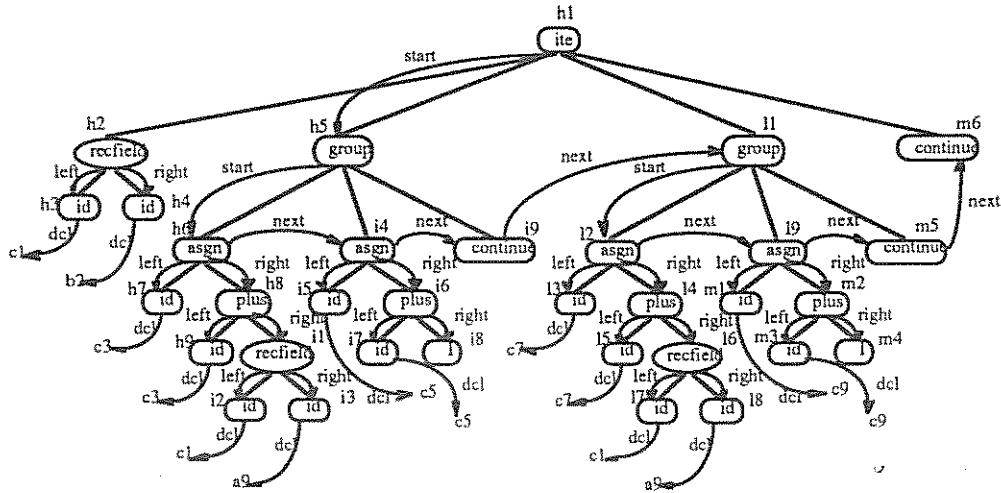 h1
ite
start
h2
h5
l1
m6
recfield
group
group
continue
left
right
start
next
start
next
h3
id
id
h4
h6
asgn
next
i4
asgn
next
i9
continue
l2
asgn
next
l9
asgn
next
m5
continue
dcl
dcl
c1
b2
left
right
left
right
left
right
left
right
h7
id
h8
plus
i5
id
i6
plus
l3
id
l4
plus
m1
id
m2
plus
dcl
left
right
left
right
dcl
left
right
left
right
c3
h9
id
i1
recfield
i7
id
1
i8
c7
l5
id
recfield
l6
m3
id
1
m4
dcl
left
right
dcl
dcl
dcl
left
right
dcl
dcl
c3
i2
id
id
i3
c5
c5
c7
l7
id
id
l8
c9
c9
dcl
dcl
dcl
dcl
c1
a9
c1
a9